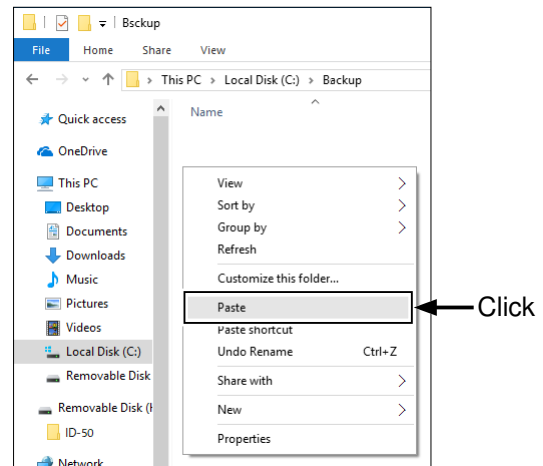 Bsckup
File Home Share View
This PC > Local Disk (C:) > Backup
Name
Quick access
OneDrive
This PC
Desktop
Documents
Downloads
Music
Pictures
Videos
Local Disk (C:)
Removable Disk
Removable Disk (H
ID-50
Network
View
Sort by
Group by
Refresh
Customize this folder...
Paste
Paste shortcut
Undo Rename Ctrl+Z
Share with
New
Properties
Click